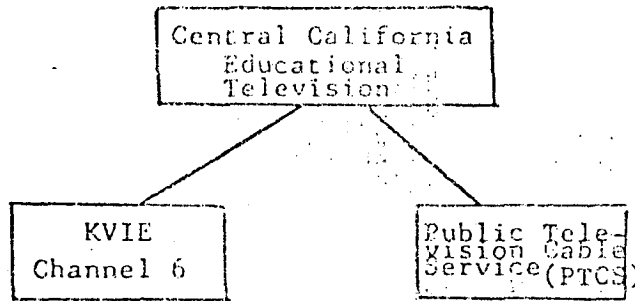 Central California
Educational
Television
KVIE
Channel 6
Public Tele-
vision Cable
Service (PTCS)